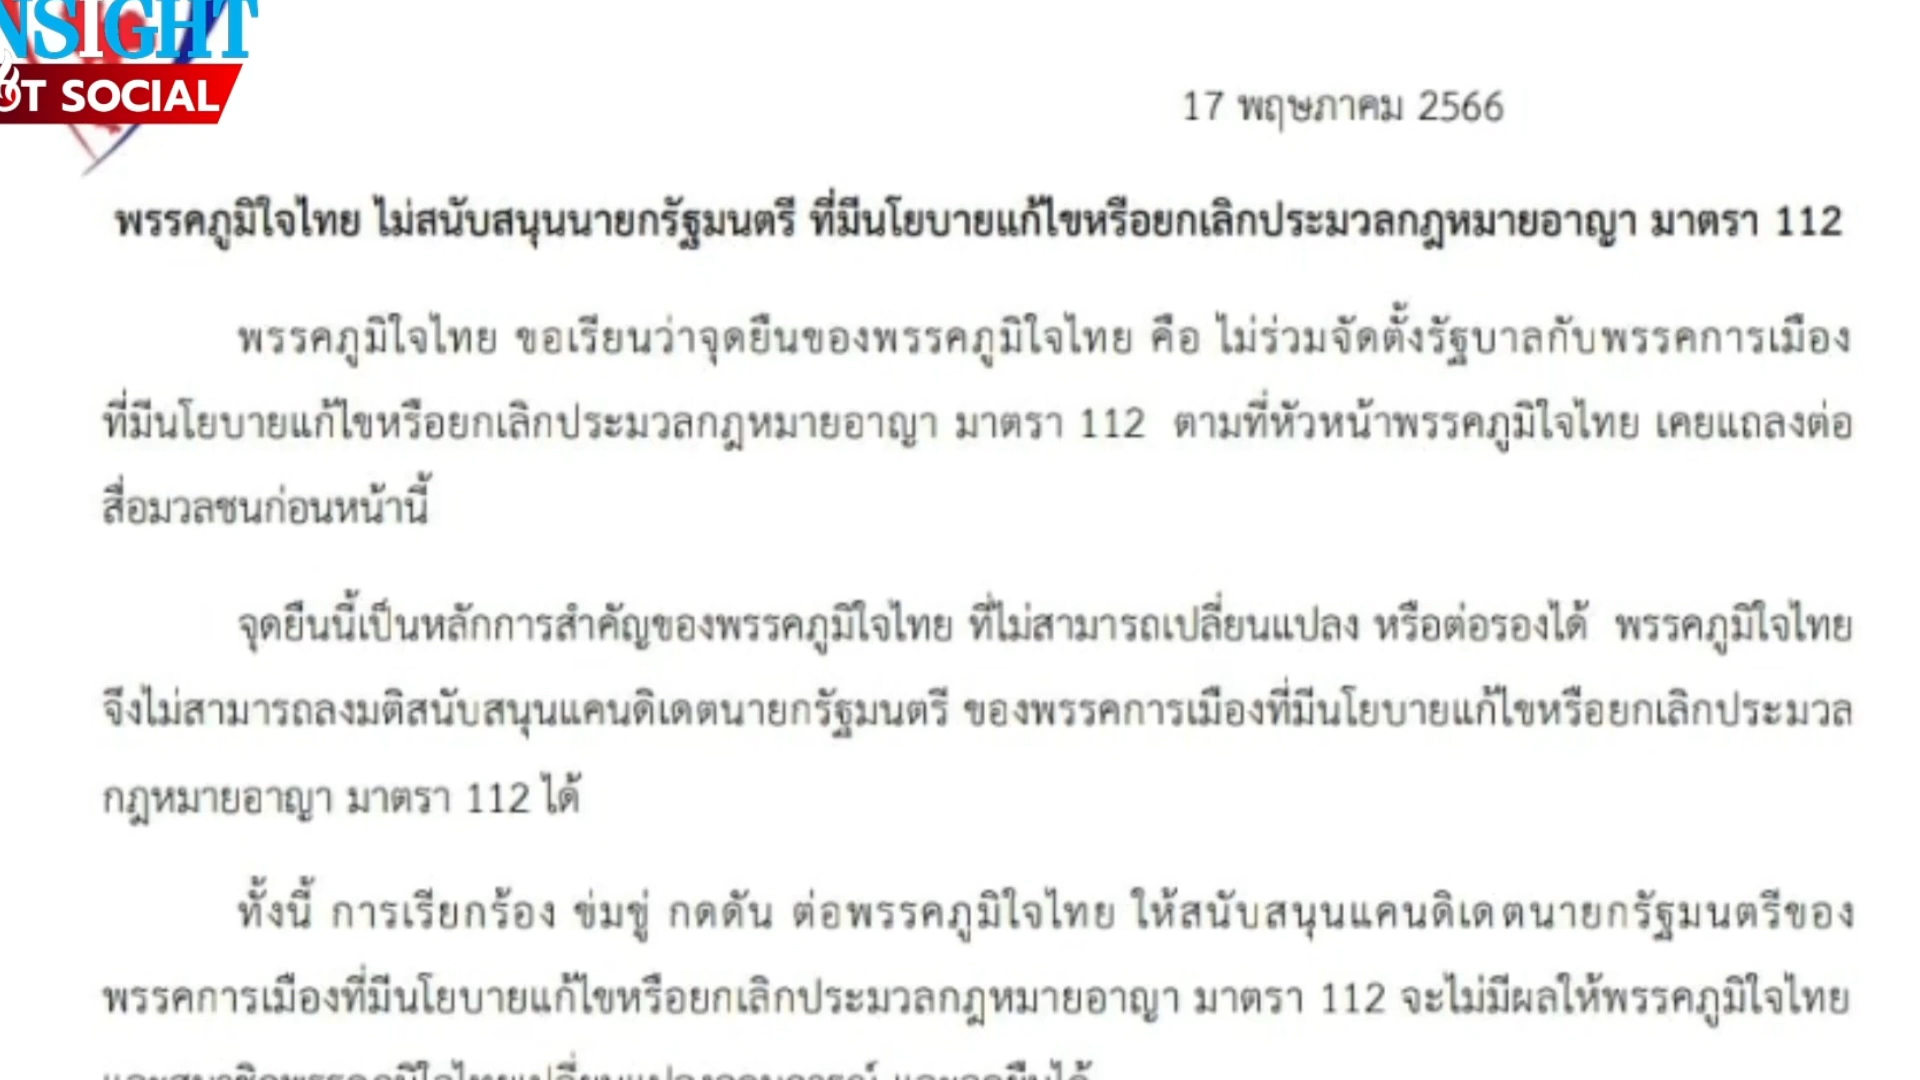 NSIGHT
OT SOCIAL
17 พฤษภาคม 2566
พรรคภูมิใจไทย ไม่สนับสนุนนายกรัฐมนตรี ที่มีนโยบายแก้ไขหรือยกเลิกประมวลกฎหมายอาญา มาตรา 112
พรรคภูมิใจไทย ขอเรียนว่าจุดยืนของพรรคภูมิใจไทย คือ ไม่ร่วมจัดตั้งรัฐบาลกับพรรคการเมือง
ที่มีนโยบายแก้ไขหรือยกเลิกประมวลกฎหมายอาญา มาตรา 112 ตามที่หัวหน้าพรรคภูมิใจไทย เคยแถลงต่อ
สื่อมวลชนก่อนหน้านี้
จุดยืนนี้เป็นหลักการสำคัญของพรรคภูมิใจไทย ที่ไม่สามารถเปลี่ยนแปลง หรือต่อรองได้ พรรคภูมิใจไทย
จึงไม่สามารถลงมติสนับสนุนแคนดิเดตนายกรัฐมนตรี ของพรรคการเมืองที่มีนโยบายแก้ไขหรือยกเลิกประมวล
กฎหมายอาญา มาตรา 112 ได้
ทั้งนี้ การเรียกร้อง ข่มขู่ กดดัน ต่อพรรคภูมิใจไทย ให้สนับสนุนแคนดิเดตนายกรัฐมนตรีของ
พรรคการเมืองที่มีนโยบายแก้ไขหรือยกเลิกประมวลกฎหมายอาญา มาตรา 112 จะไม่มีผลให้พรรคภูมิใจไทย